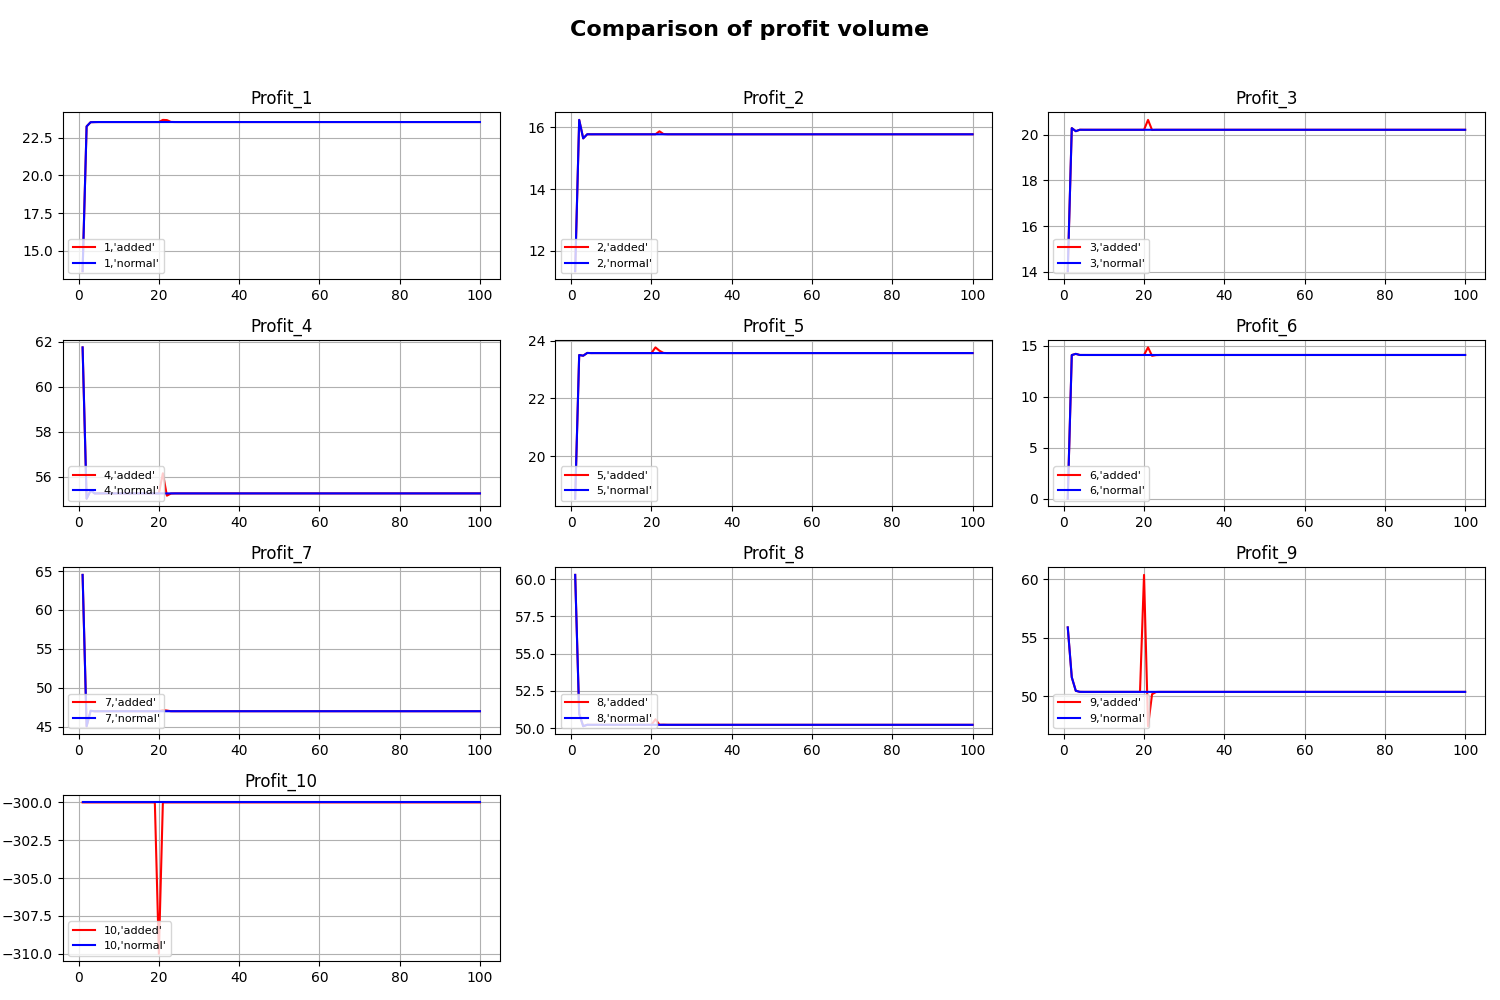 Comparison of profit volume
Profit_1
22.5
20.0
17.5
15.0
1,'added'
1,'normal'
0 20 40 60 80 100
Profit_2
16
14
12
2,'added'
2,'normal'
0 20 40 60 80 100
Profit_3
20
18
16
14
3,'added'
3,'normal'
0 20 40 60 80 100
Profit_4
62
60
58
56
4,'added'
4,'normal'
0 20 40 60 80 100
Profit_5
24
22
20
5,'added'
5,'normal'
0 20 40 60 80 100
Profit_6
15
10
5
0
6,'added'
6,'normal'
0 20 40 60 80 100
Profit_7
65
60
55
50
45
7,'added'
7,'normal'
0 20 40 60 80 100
Profit_8
60.0
57.5
55.0
52.5
50.0
8,'added'
8,'normal'
0 20 40 60 80 100
Profit_9
60
55
50
9,'added'
9,'normal'
0 20 40 60 80 100
Profit_10
−300.0
−302.5
−305.0
−307.5
−310.0
10,'added'
10,'normal'
0 20 40 60 80 100